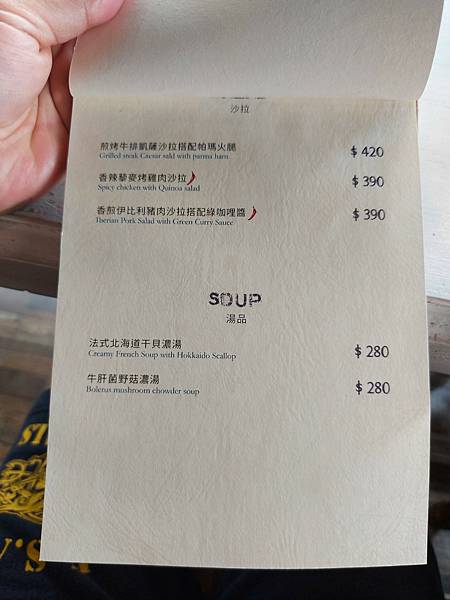 沙拉
煎烤牛排凱薩沙拉搭配帕瑪火腿 $ 420
Grilled steak Caesar sald with parma ham
香辣藜麥烤雞肉沙拉 $ 390
Spicy chicken with Quinoa salad
香煎伊比利豬肉沙拉搭配綠咖哩醬 $ 390
Iberian Pork Salad with Green Curry Sauce
SOUP
湯品
法式北海道干貝濃湯 $ 280
Creamy French Soup with Hokkaido Scallop
牛肝菌野菇濃湯 $ 280
Boletus mushroom chowder soup